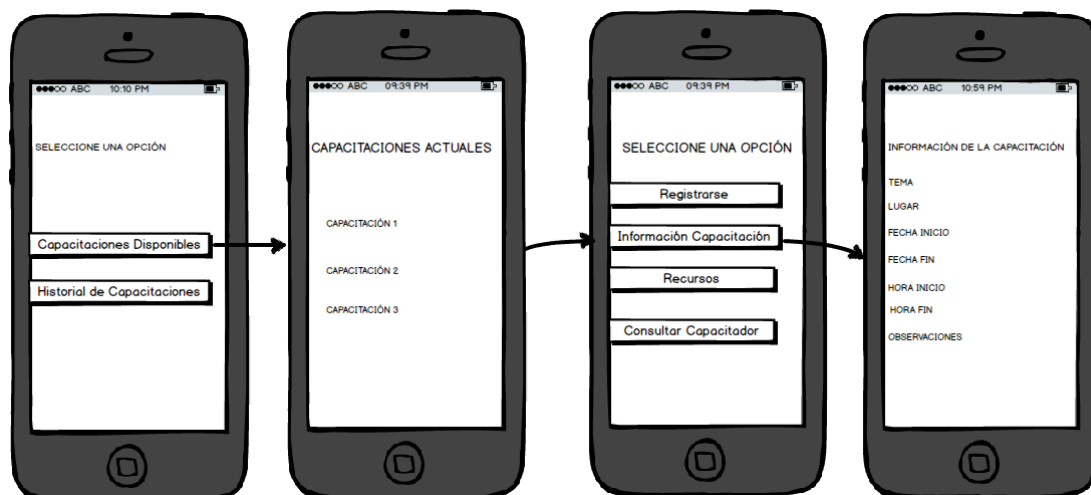 ABC 10:10 PM
SELECCIONE UNA OPCIÓN
Capacitaciones Disponibles
Historial de Capacitaciones
ABC 09:39 PM
CAPACITACIONES ACTUALES
CAPACITACIÓN 1
CAPACITACIÓN 2
CAPACITACIÓN 3
ABC 09:39 PM
SELECCIONE UNA OPCIÓN
Registrarse
Información Capacitación
Recursos
Consultar Capacitador
ABC 10:59 PM
INFORMACIÓN DE LA CAPACITACIÓN
TEMA
LUGAR
FECHA INICIO
FECHA FIN
HORA INICIO
HORA FIN
OBSERVACIONES